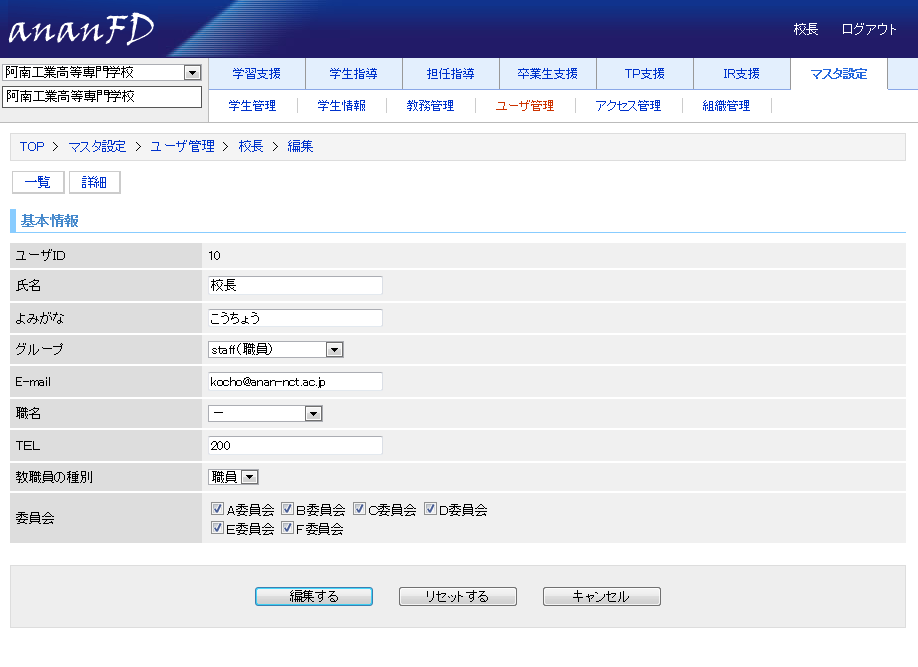 ananFD
校長 ログアウト
阿南工業高等専門学校
阿南工業高等専門学校
学習支援 学生指導 担任指導 卒業生支援 TP支援 IR支援 マスタ設定
学生管理 学生情報 教務管理 ユーザ管理 アクセス管理 組織管理
TOP > マスタ設定 > ユーザ管理 > 校長 > 編集
一覧 詳細
基本情報
ユーザID 10
氏名 校長
よみがな こうちょう
グループ staff(職員)
E-mail kocho@anan-nct.ac.jp
職名 ー
TEL 200
教職員の種別 職員
委員会 A委員会 B委員会 C委員会 D委員会
E委員会 F委員会
編集する リセットする キャンセル